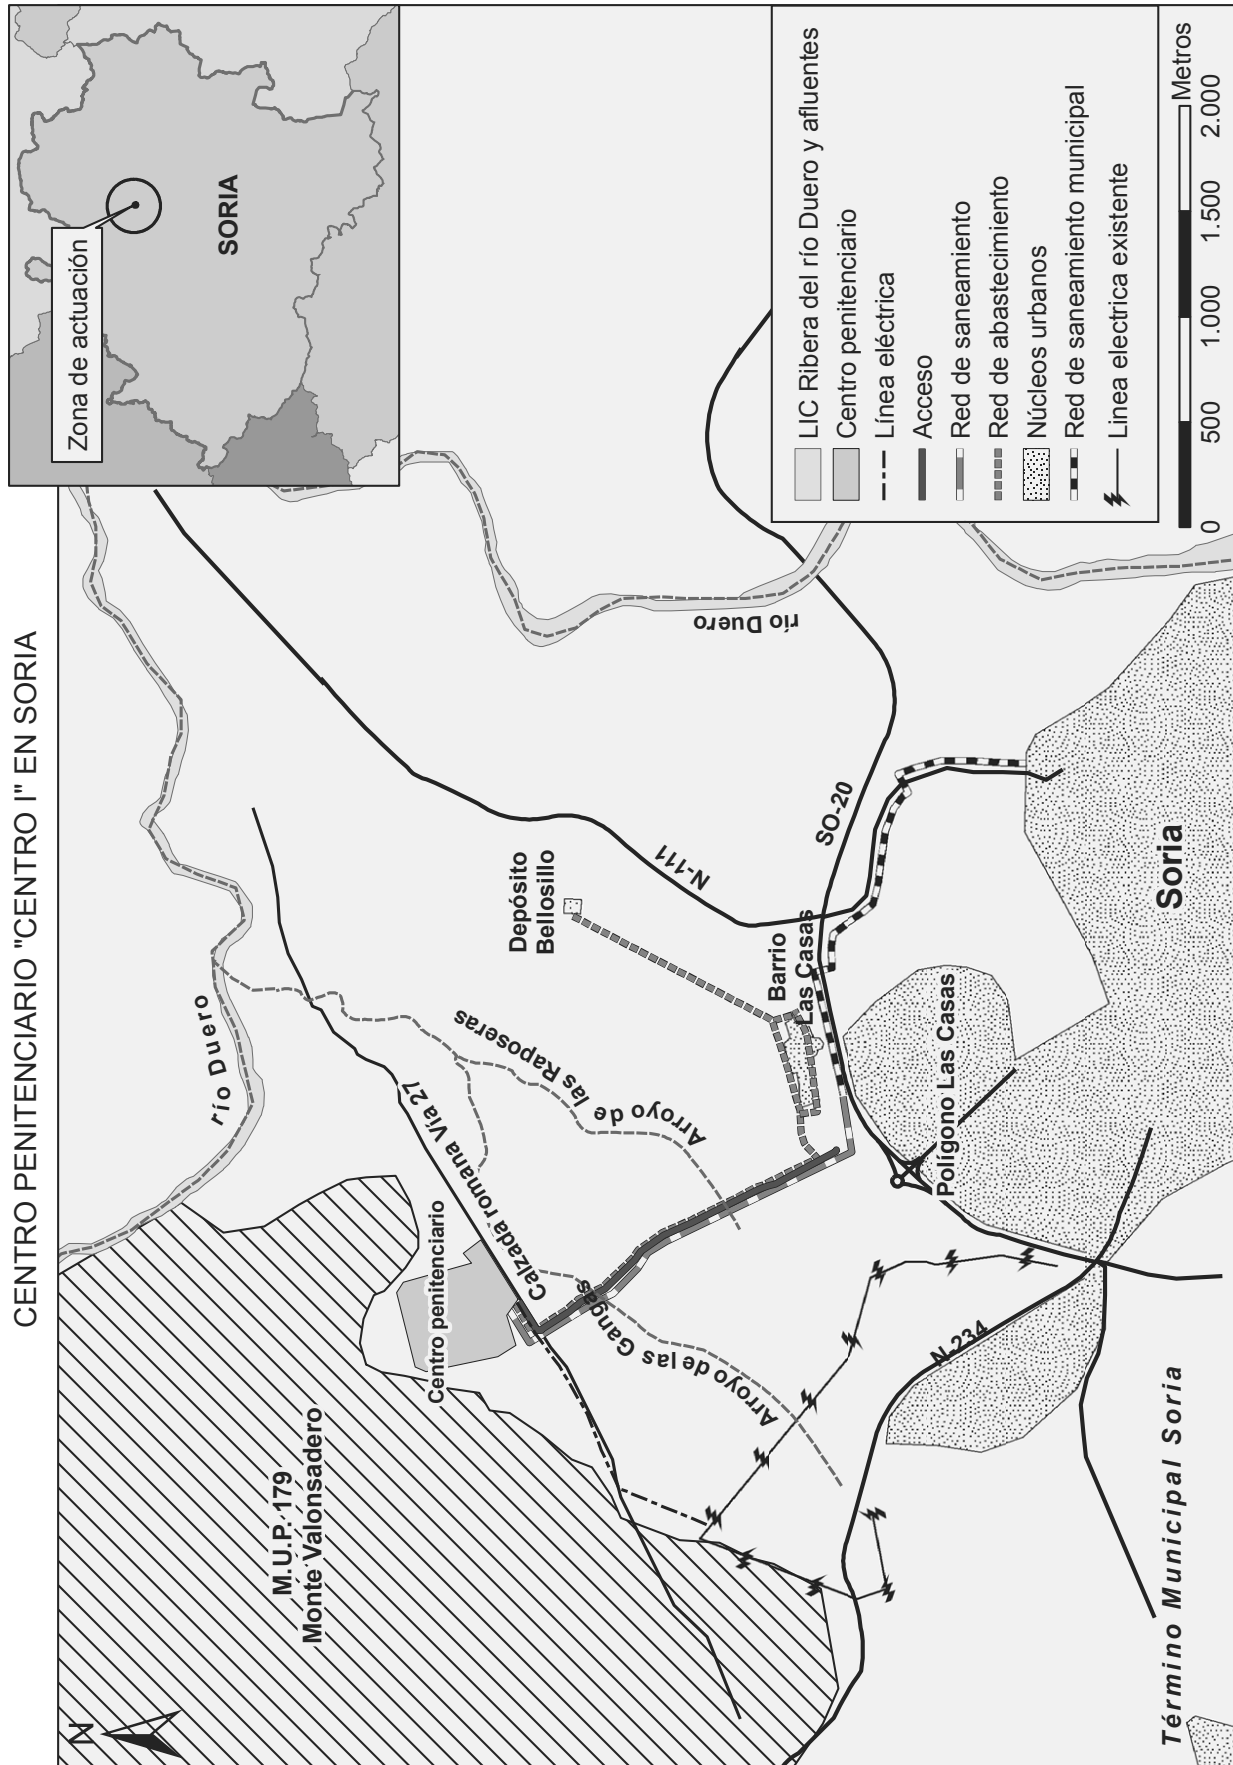 CENTRO PENITENCIARIO "CENTRO I" EN SORIA
N
M.U.P. 179
Monte Valonsadero
Centro penitenciario
Calzada romana Vía 27
río Duero
Arroyo de las Raposeras
Arroyo de las Gangas
Depósito
Bellosillo
N-111
Barrio
Las Casas
SO-20
río Duero
Polígono Las Casas
N-234
Soria
Término Municipal Soria
Zona de actuación
SORIA
LIC Ribera del río Duero y afluentes
Centro penitenciario
Línea eléctrica
Acceso
Red de saneamiento
Red de abastecimiento
Núcleos urbanos
Red de saneamiento municipal
Linea electrica existente
0 500 1.000 1.500 2.000
Metros